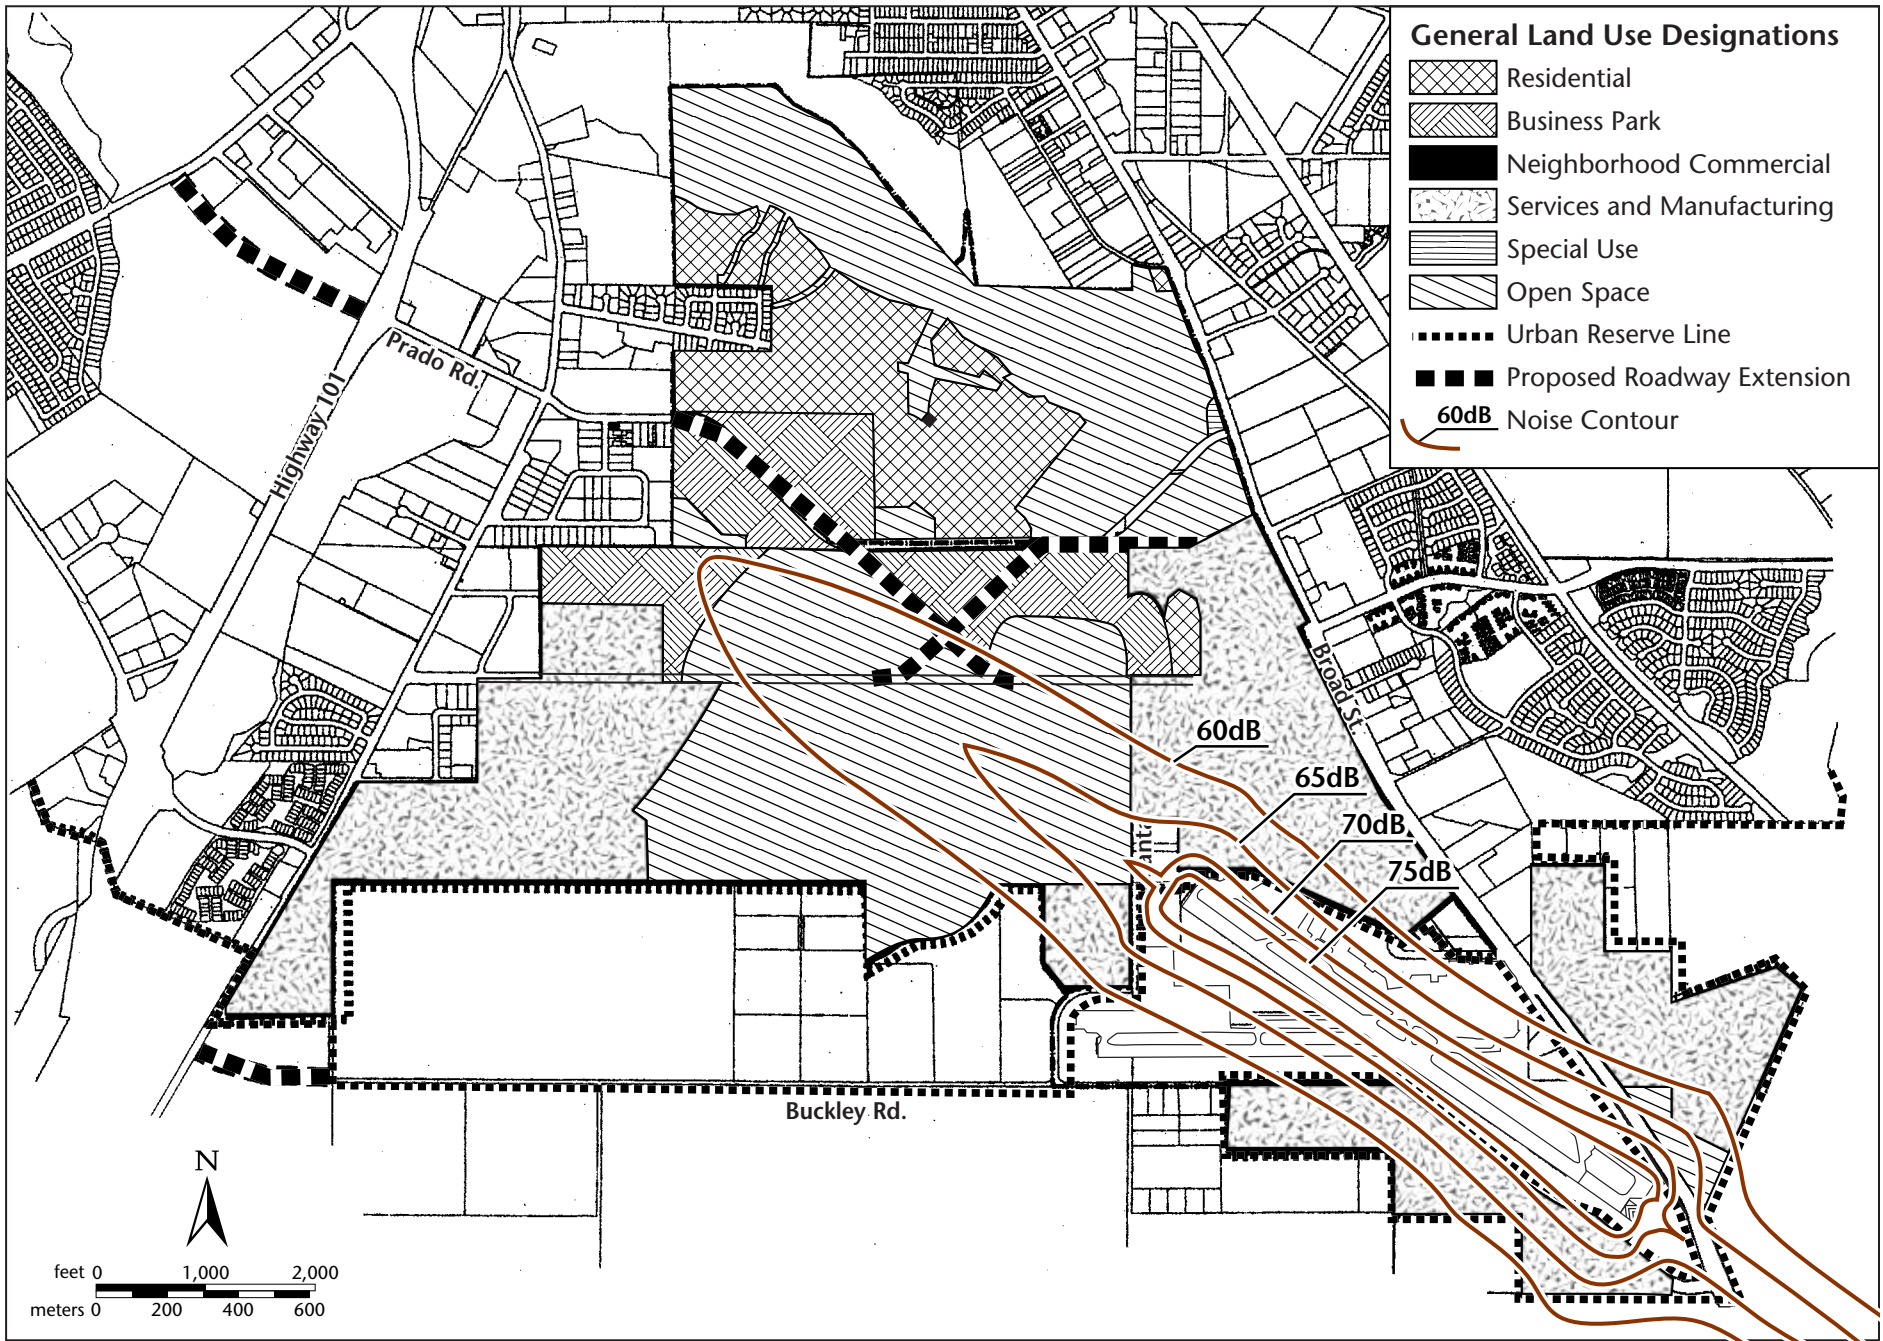 General Land Use Designations
Residential
Business Park
Neighborhood Commercial
Services and Manufacturing
Special Use
Open Space
Urban Reserve Line
Proposed Roadway Extension
60dB Noise Contour
Prado Rd.
Highway 101
Broad St.
60dB
65dB
70dB
75dB
Buckley Rd.
N
feet 0 1,000 2,000
meters 0 200 400 600